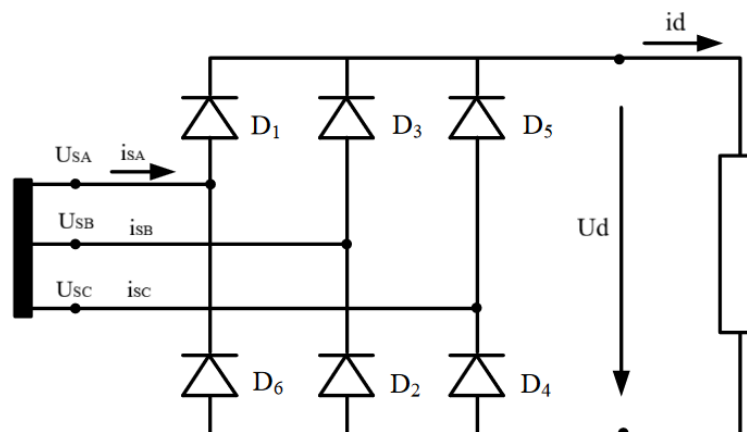 id
D₁
D₃
D₅
USA
isA
USB
isB
Ud
USC
isC
D₆
D₂
D₄